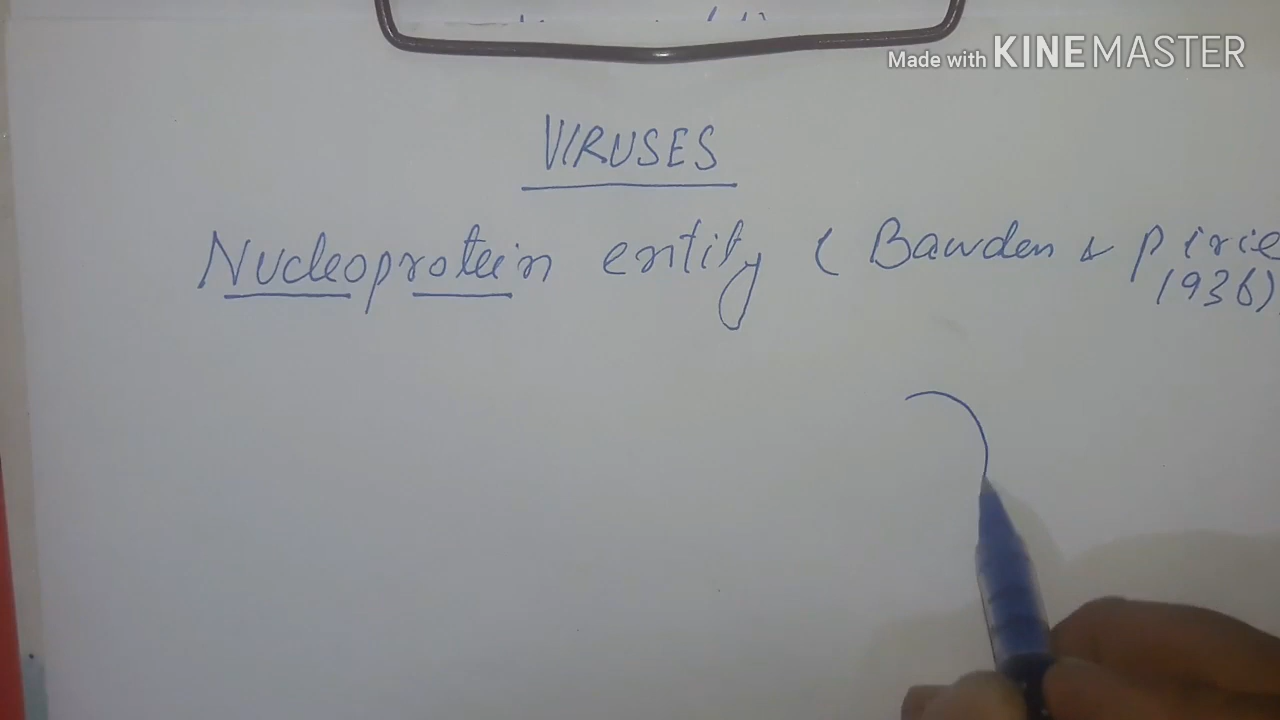 Made with KINEMASTER
VIRUSES
Nucleoprotein entity ( Bawden & Pirie
1936)